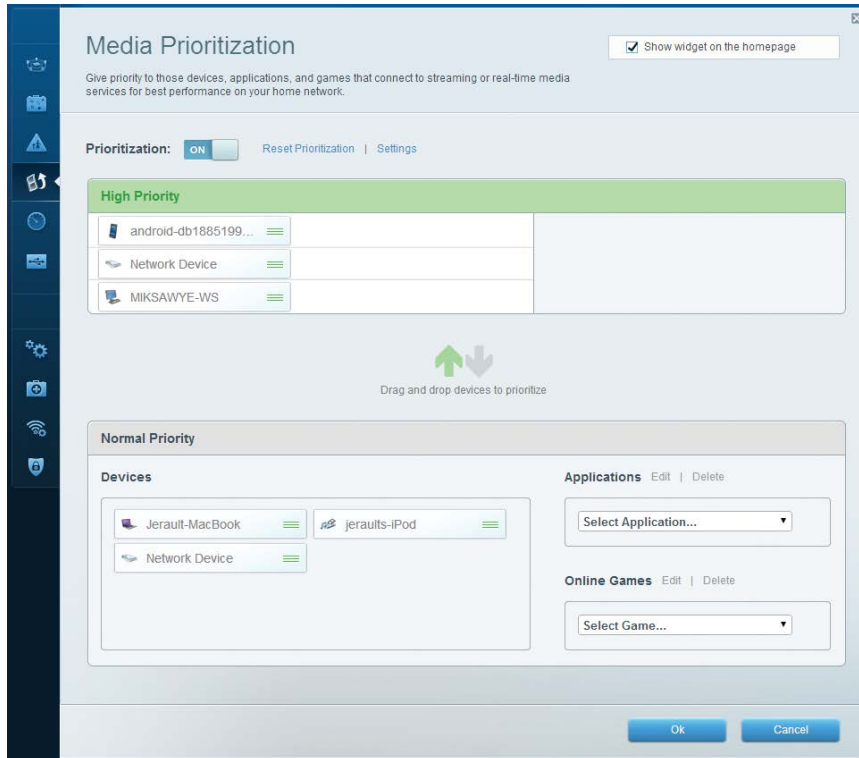 Media Prioritization
Show widget on the homepage
Give priority to those devices, applications, and games that connect to streaming or real-time media
services for best performance on your home network.
Prioritization: ON Reset Prioritization | Settings
High Priority
android-db1885199...
Network Device
MIKSAWYE-WS
Drag and drop devices to prioritize
Normal Priority
Devices
Jerault-MacBook
jeraults-iPod
Network Device
Applications Edit | Delete
Select Application...
Online Games Edit | Delete
Select Game...
Ok Cancel